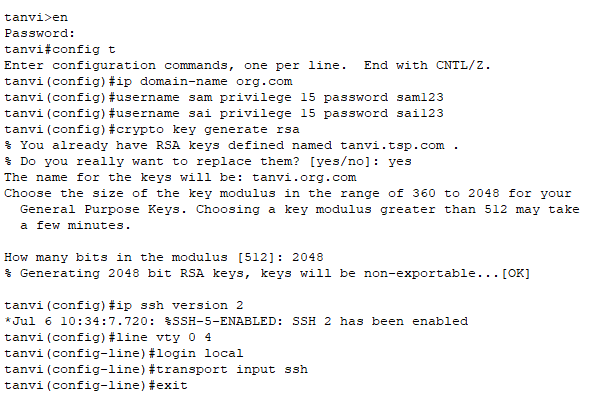 tanvi>en
Password:
tanvi#config t
Enter configuration commands, one per line.  End with CNTL/Z.
tanvi(config)#ip domain-name org.com
tanvi(config)#username sam privilege 15 password sam123
tanvi(config)#username sai privilege 15 password sai123
tanvi(config)#crypto key generate rsa
% You already have RSA keys defined named tanvi.tsp.com .
% Do you really want to replace them? [yes/no]: yes
The name for the keys will be: tanvi.org.com
Choose the size of the key modulus in the range of 360 to 2048 for your
  General Purpose Keys. Choosing a key modulus greater than 512 may take
  a few minutes.

How many bits in the modulus [512]: 2048
% Generating 2048 bit RSA keys, keys will be non-exportable...[OK]

tanvi(config)#ip ssh version 2
*Jul 6 10:34:7.720: %SSH-5-ENABLED: SSH 2 has been enabled
tanvi(config)#line vty 0 4
tanvi(config-line)#login local
tanvi(config-line)#transport input ssh
tanvi(config-line)#exit